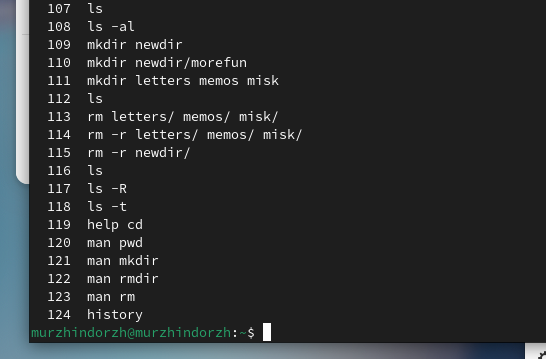 107 ls
108 ls -al
109 mkdir newdir
110 mkdir newdir/morefun
111 mkdir letters memos misk
112 ls
113 rm letters/ memos/ misk/
114 rm -r letters/ memos/ misk/
115 rm -r newdir/
116 ls
117 ls -R
118 ls -t
119 help cd
120 man pwd
121 man mkdir
122 man rmdir
123 man rm
124 history
murzhindorzh@murzhindorzh:~$